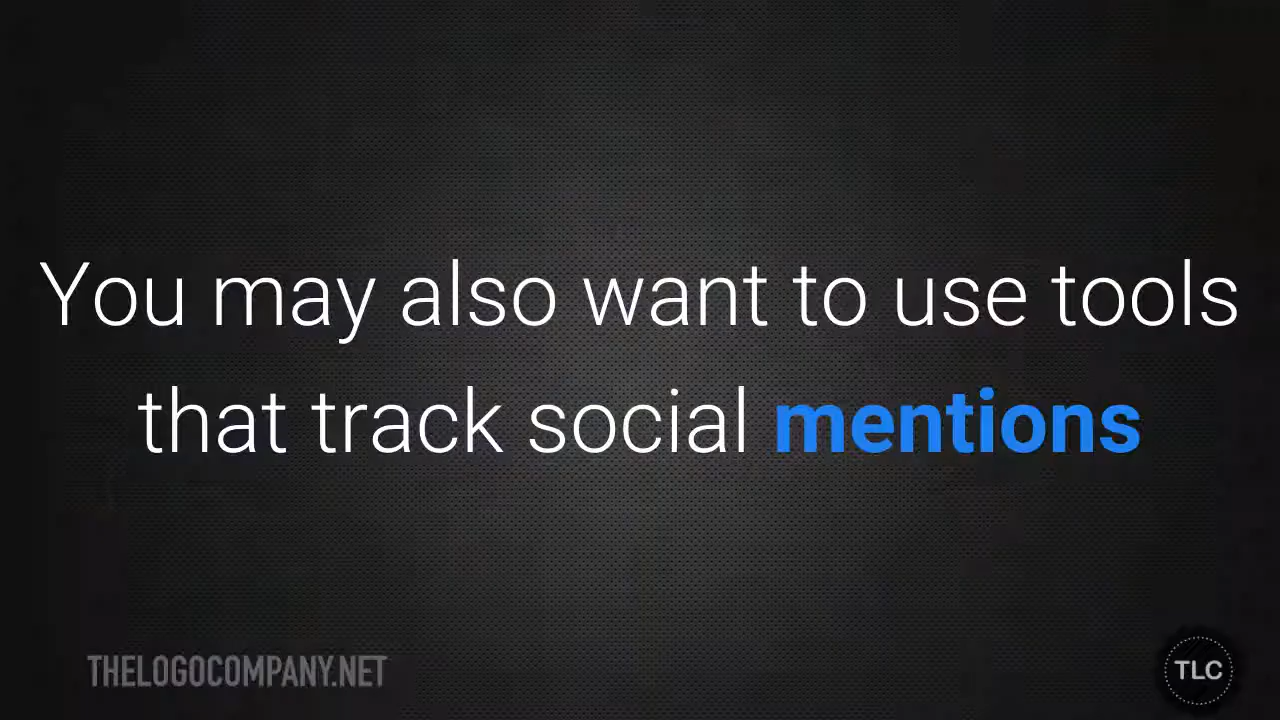 You may also want to use tools
that track social mentions
THELOGOCOMPANY.NET
TLC